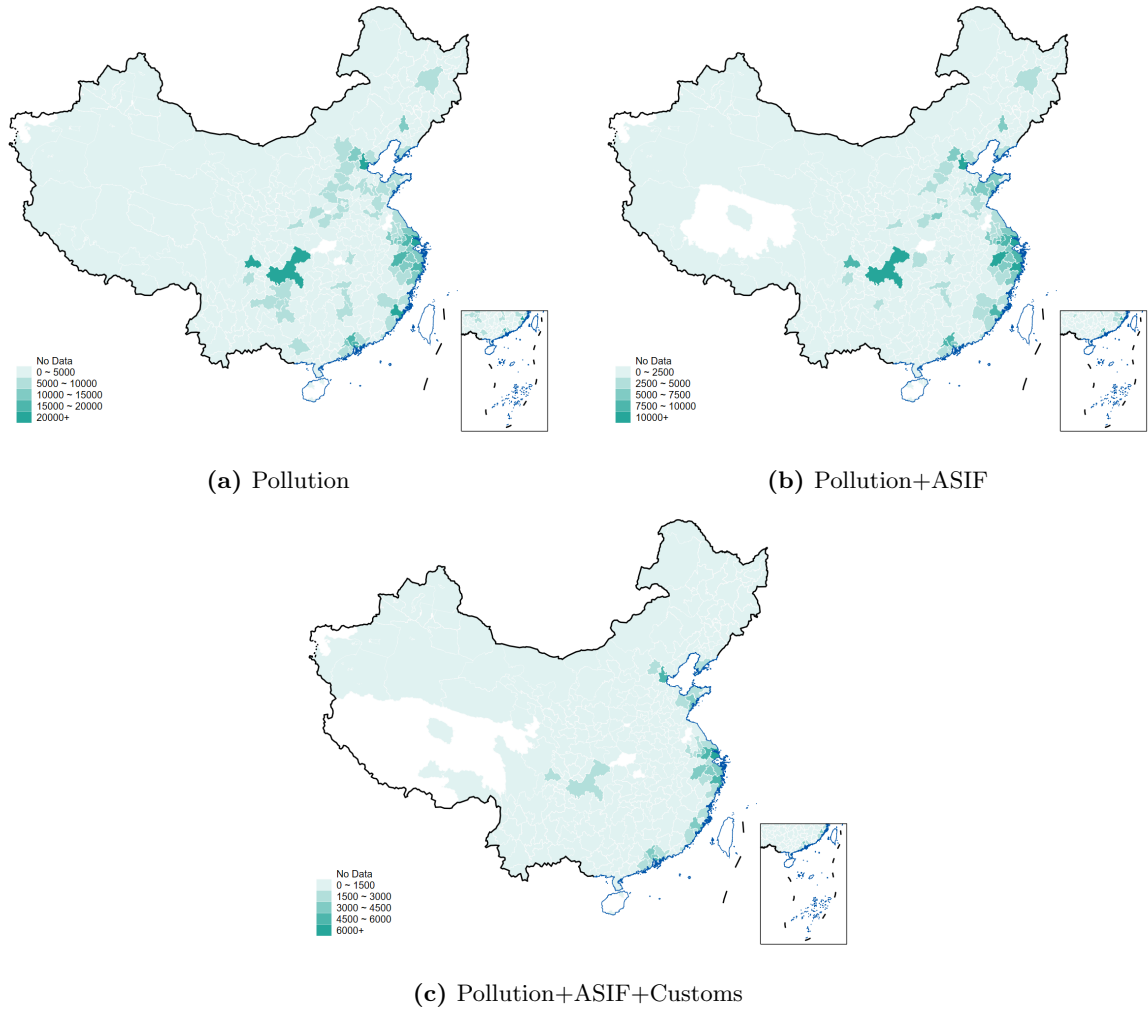 No Data
0 ~ 5000
5000 ~ 10000
10000 ~ 15000
15000 ~ 20000
20000+
(a) Pollution
No Data
0 ~ 2500
2500 ~ 5000
5000 ~ 7500
7500 ~ 10000
10000+
(b) Pollution+ASIF
No Data
0 ~ 1500
1500 ~ 3000
3000 ~ 4500
4500 ~ 6000
6000+
(c) Pollution+ASIF+Customs